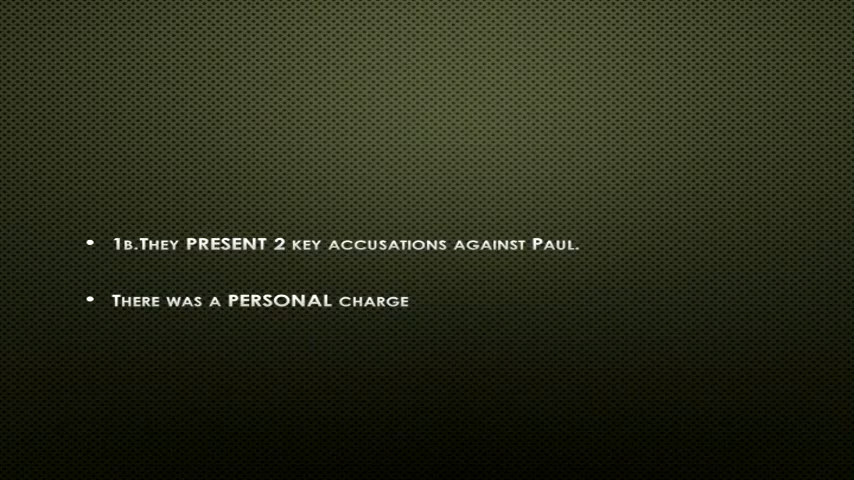 • 1b.They PRESENT 2 key accusations against Paul.
• There was a PERSONAL charge